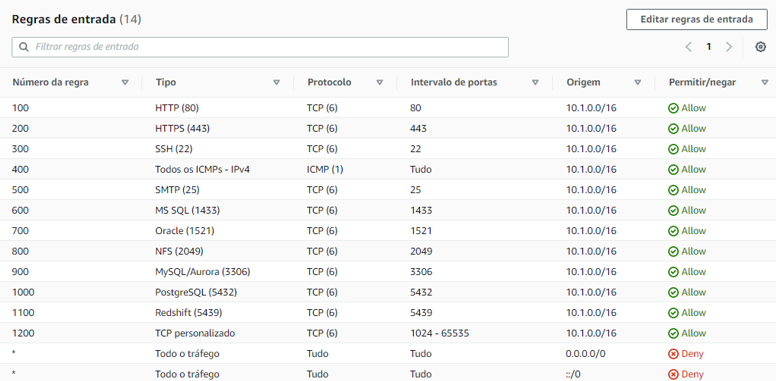 Regras de entrada (14)
Editar regras de entrada
Filtrar regras de entrada
1
Número da regra Tipo Protocolo Intervalo de portas Origem Permitir/negar
100 HTTP (80) TCP (6) 80 10.1.0.0/16 Allow
200 HTTPS (443) TCP (6) 443 10.1.0.0/16 Allow
300 SSH (22) TCP (6) 22 10.1.0.0/16 Allow
400 Todos os ICMPs - IPv4 ICMP (1) Tudo 10.1.0.0/16 Allow
500 SMTP (25) TCP (6) 25 10.1.0.0/16 Allow
600 MS SQL (1433) TCP (6) 1433 10.1.0.0/16 Allow
700 Oracle (1521) TCP (6) 1521 10.1.0.0/16 Allow
800 NFS (2049) TCP (6) 2049 10.1.0.0/16 Allow
900 MySQL/Aurora (3306) TCP (6) 3306 10.1.0.0/16 Allow
1000 PostgreSQL (5432) TCP (6) 5432 10.1.0.0/16 Allow
1100 Redshift (5439) TCP (6) 5439 10.1.0.0/16 Allow
1200 TCP personalizado TCP (6) 1024 - 65535 10.1.0.0/16 Allow
* Todo o tráfego Tudo Tudo 0.0.0.0/0 Deny
* Todo o tráfego Tudo Tudo ::/0 Deny